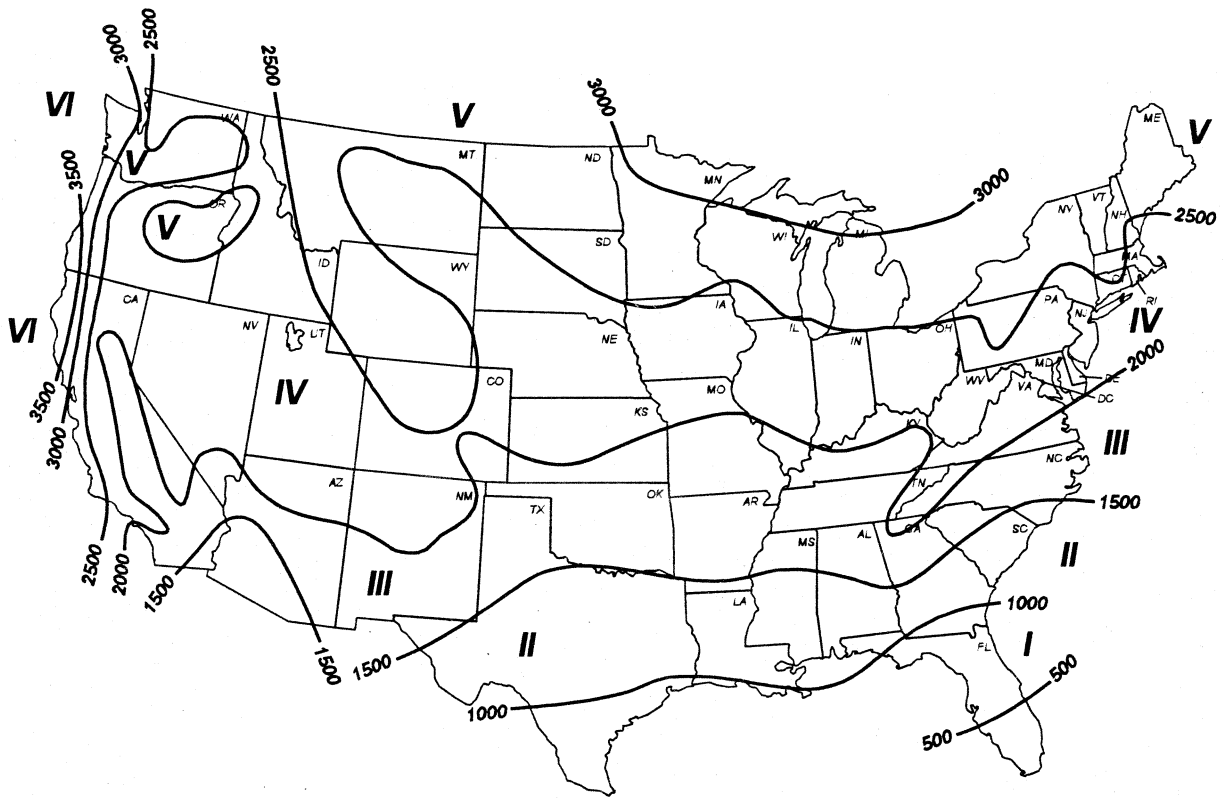 3000
2500
2500
VI
V
3000
ME
V
WA
V
MT
ND
MN
3500
OR
V
NY
VT
NH
3000
2500
SD
WI
MI
MA
ID
WY
CT
RI
CA
NV
UT
IA
PA
NJ
IV
VI
NE
IL
IN
OH
MD
DE
2000
IV
CO
MO
WV
VA
DC
3500
KS
KY
3000
III
NC
AZ
NM
OK
TN
TX
AR
1500
MS
AL
GA
SC
2500
2000
1500
III
II
LA
1000
II
FL
I
1500
1500
500
1000
500